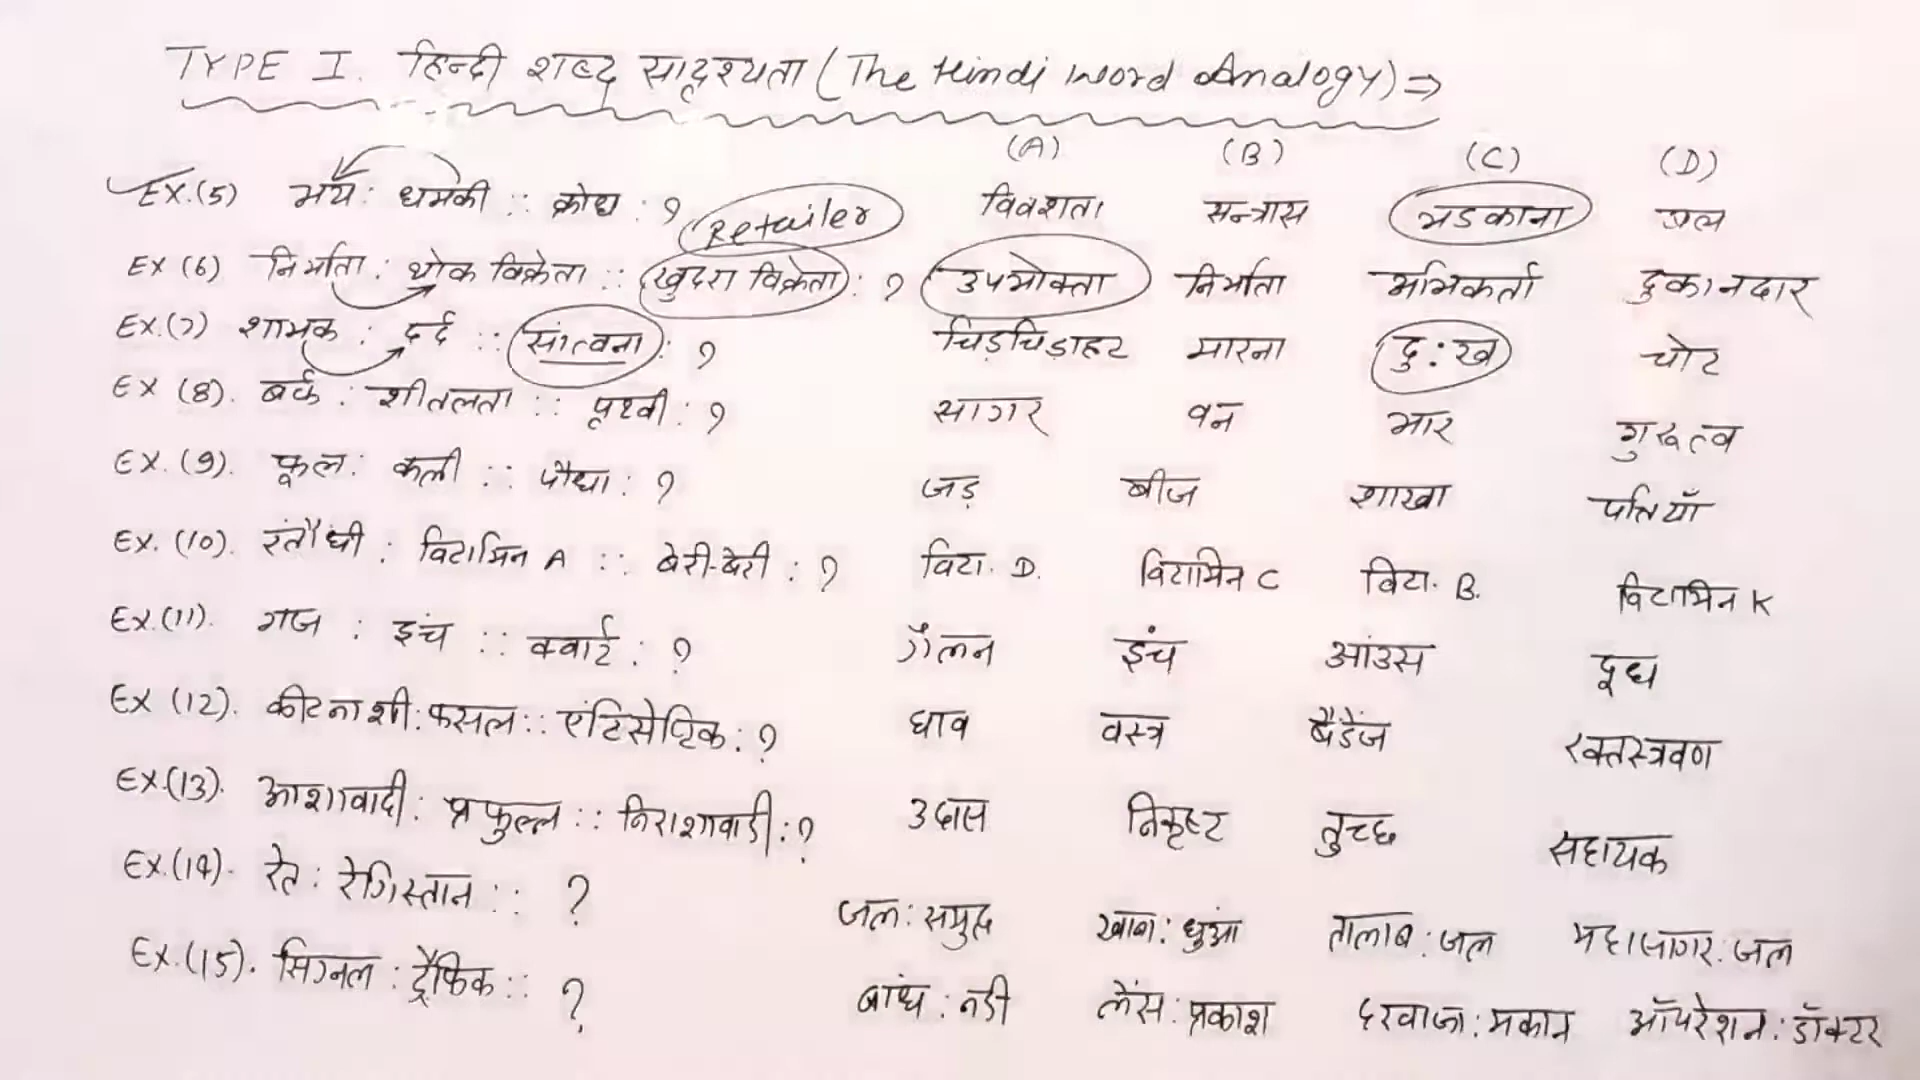 TYPE I. हिन्दी शब्द सादृश्यता (The Hindi Word Analogy) ⇒
(A) (B) (C) (D)
Ex.(5) भय : धमकी :: क्रोध : ? विवशता सन्त्रास भडकाना
Retailer
Ex (6) निर्माता : थोक विक्रेता :: खुदरा विक्रेता : ? उपभोक्ता निर्माता अभिकर्ता दुकानदार
Ex.(7) शामक : दर्द :: सांत्वना : ? चिड़चिड़ाहट मारना दु:ख चोट
Ex (8). बर्फ : शीतलता :: पृथ्वी : ? सागर वन भार गुरुत्व
Ex.(9). फूल : कली :: पौधा : ? जड़ बीज शाखा पत्तियाँ
Ex.(10). रतौंधी : विटामिन A :: बेरी-बेरी : ? विटा. D. विटामिन C विटा. B. विटामिन K
Ex.(11). गज : इंच :: क्वार्ट : ? गैलन इंच आंउस दूध
Ex (12). कीटनाशी : फसल :: एंटिसेप्टिक : ? घाव वस्त्र बैंडेंज रक्तस्त्रवण
Ex.(13). आशावादी : प्रफुल्ल :: निराशावादी : ? उदास निकृष्ट तुच्छ सहायक
Ex.(14). रेत : रेगिस्तान :: ? जल : समुद्र खान : धुआं तालाब : जल महासागर : जल
Ex.(15). सिग्नल : ट्रैफिक :: ? बांध : नदी लेंस : प्रकाश दरवाजा : मकान ऑपरेशन : डॉक्टर